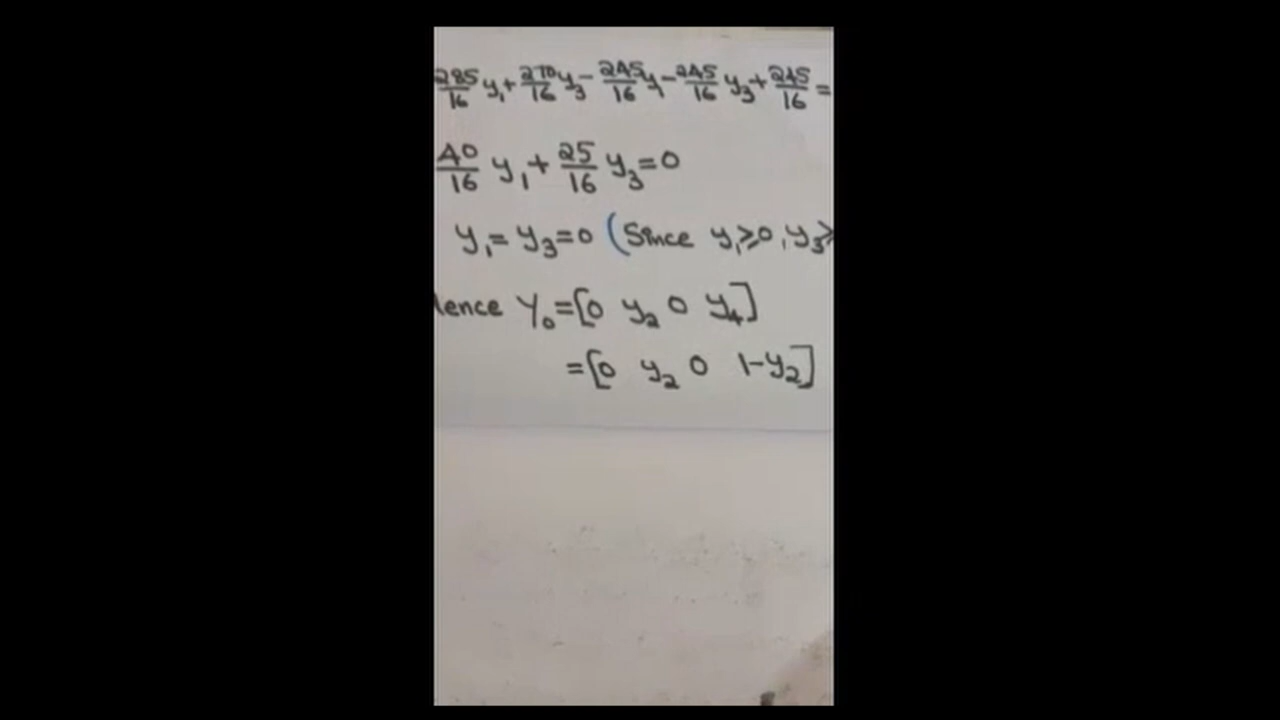 285/16 y₁+ 270/16 y₃- 245/16 y₁- 245/16 y₃+ 245/16 =
40/16 y₁+ 25/16 y₃=0
y₁= y₃=0 (Since y₁≥0, y₃≥
lence Y₀=[0 y₂ 0 y₄]
=[0 y₂ 0 1-y₂]